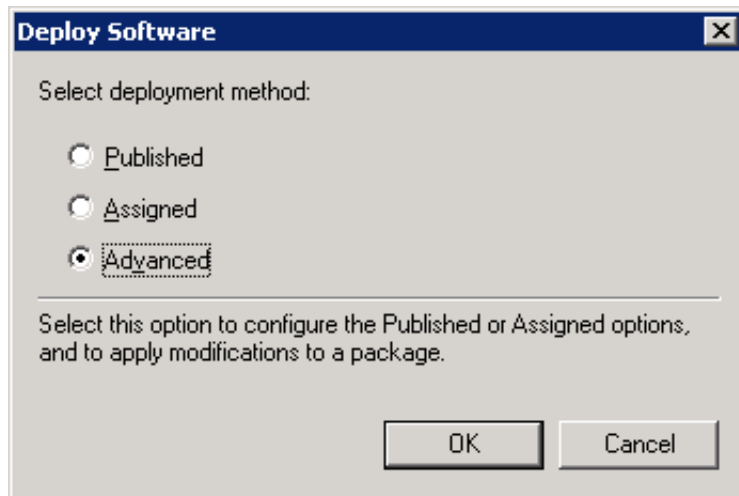 Deploy Software
Select deployment method:
Published
Assigned
Advanced
Select this option to configure the Published or Assigned options,
and to apply modifications to a package.
OK Cancel